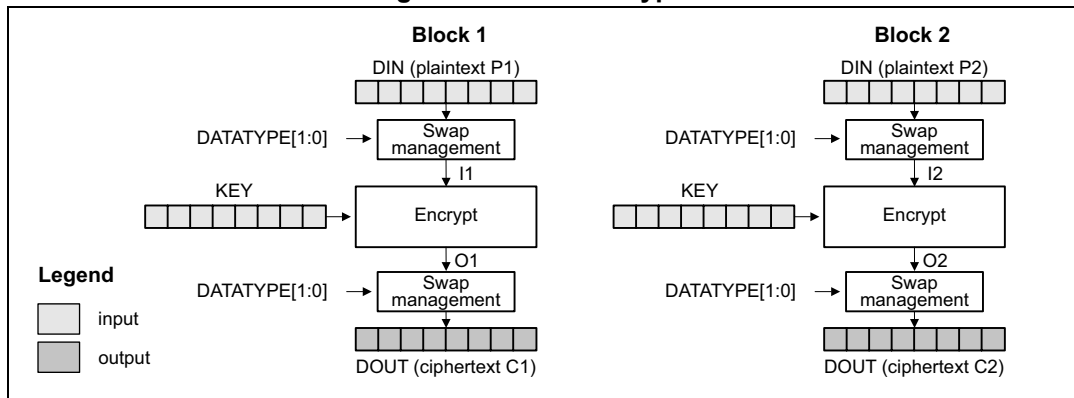 Block 1
DIN (plaintext P1)
DATATYPE[1:0]
Swap
management
I1
KEY
Encrypt
O1
DATATYPE[1:0]
Swap
management
DOUT (ciphertext C1)
Block 2
DIN (plaintext P2)
DATATYPE[1:0]
Swap
management
I2
KEY
Encrypt
O2
DATATYPE[1:0]
Swap
management
DOUT (ciphertext C2)
Legend
input
output